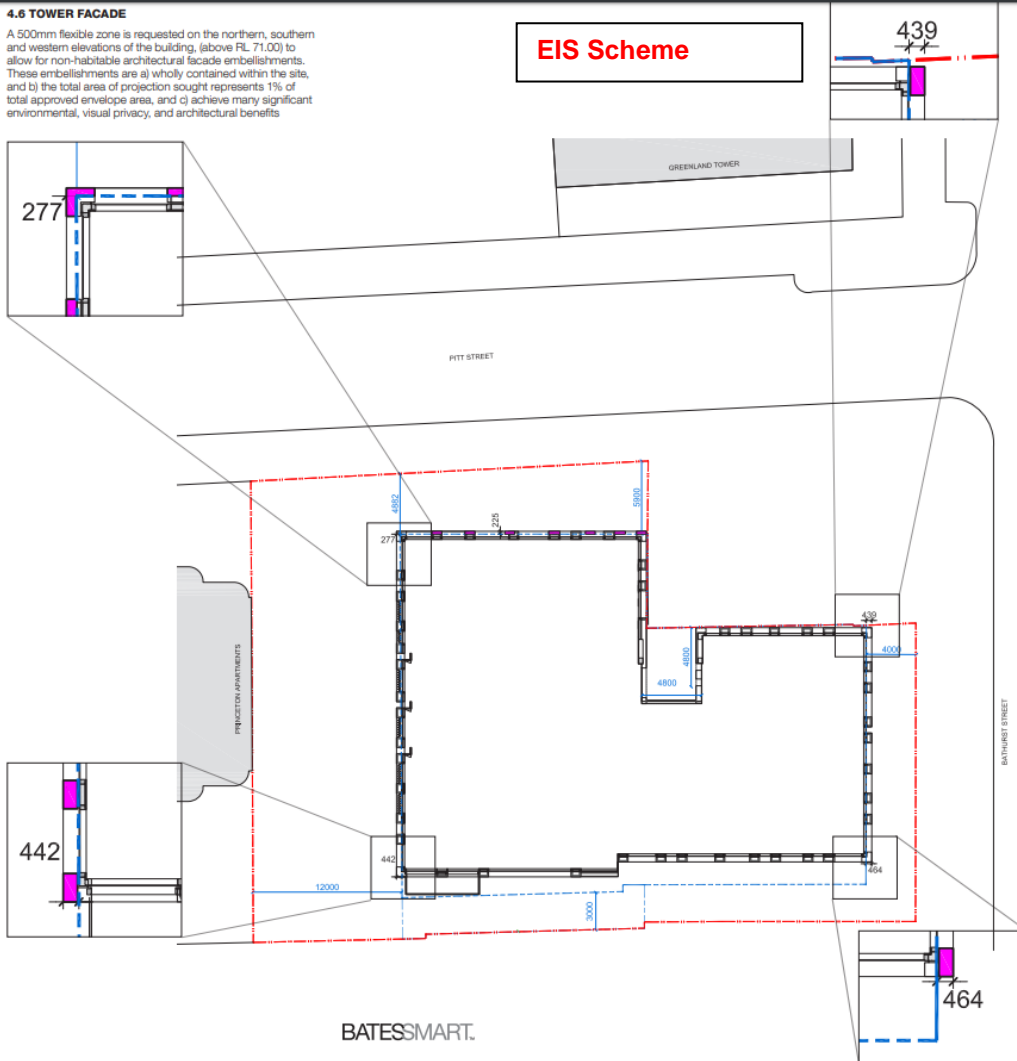 4.6 TOWER FACADE
A 500mm flexible zone is requested on the northern, southern
and western elevations of the building, (above RL 71.00) to
allow for non-habitable architectural facade embellishments.
These embellishments are a) wholly contained within the site,
and b) the total area of projection sought represents 1% of
total approved envelope area, and c) achieve many significant
environmental, visual privacy, and architectural benefits
EIS Scheme
439
GREENLAND TOWER
277
PITT STREET
4882
5900
225
277
439
4800
4000
4800
PRINCETON APARTMENTS
BATHURST STREET
442
442
464
12000
3000
464
BATESSMART.